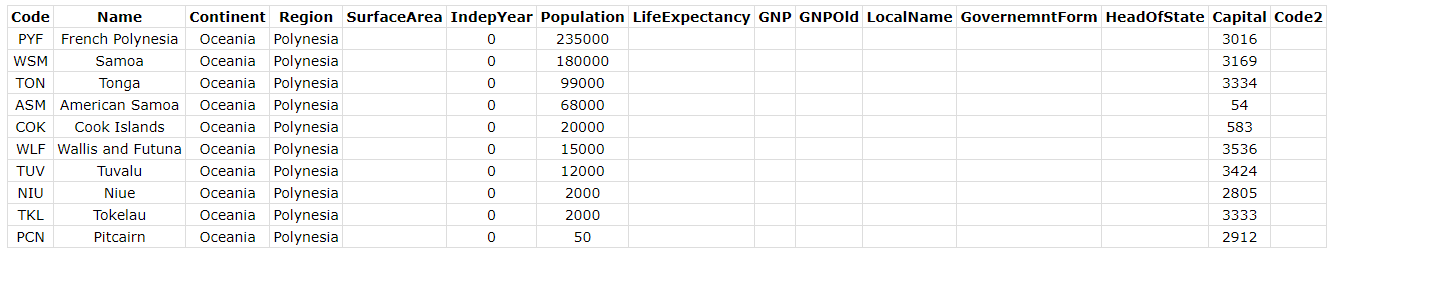 Code Name Continent Region SurfaceArea IndepYear Population LifeExpectancy GNP GNPOld LocalName GovernemntForm HeadOfState Capital Code2
PYF French Polynesia Oceania Polynesia 0 235000 3016
WSM Samoa Oceania Polynesia 0 180000 3169
TON Tonga Oceania Polynesia 0 99000 3334
ASM American Samoa Oceania Polynesia 0 68000 54
COK Cook Islands Oceania Polynesia 0 20000 583
WLF Wallis and Futuna Oceania Polynesia 0 15000 3536
TUV Tuvalu Oceania Polynesia 0 12000 3424
NIU Niue Oceania Polynesia 0 2000 2805
TKL Tokelau Oceania Polynesia 0 2000 3333
PCN Pitcairn Oceania Polynesia 0 50 2912